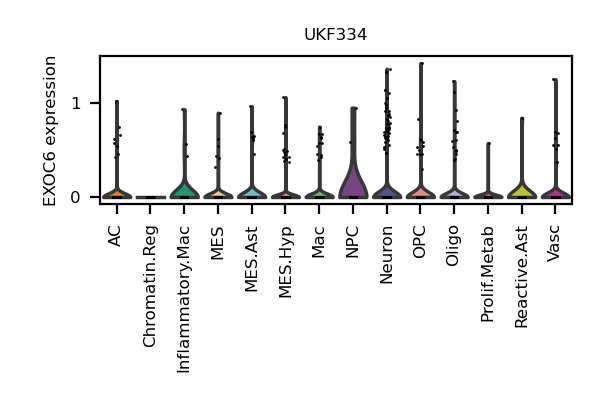 UKF334
EXOC6 expression
1
0
AC
Chromatin.Reg
Inflammatory.Mac
MES
MES.Ast
MES.Hyp
Mac
NPC
Neuron
OPC
Oligo
Prolif.Metab
Reactive.Ast
Vasc